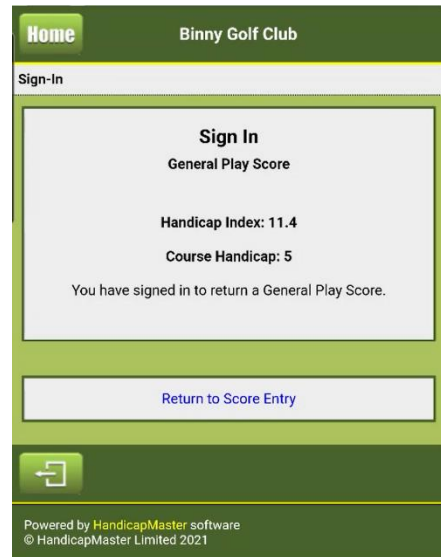 Home
Binny Golf Club
Sign-In
Sign In
General Play Score
Handicap Index: 11.4
Course Handicap: 5
You have signed in to return a General Play Score.
Return to Score Entry
Powered by HandicapMaster software
© HandicapMaster Limited 2021